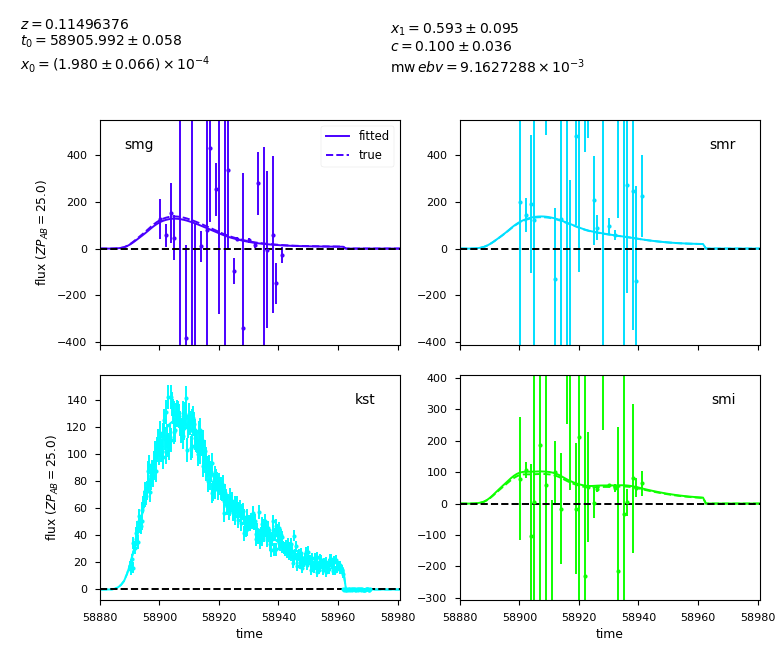 z = 0.11496376
t₀ = 58905.992 ± 0.058
x₀ = (1.980 ± 0.066) × 10⁻⁴
x₁ = 0.593 ± 0.095
c = 0.100 ± 0.036
mw ebv = 9.1627288 × 10⁻³
smg
fitted
true
400
200
0
−200
−400
flux (ZP_AB = 25.0)
smr
400
200
0
−200
−400
kst
140
120
100
80
60
40
20
0
flux (ZP_AB = 25.0)
58880 58900 58920 58940 58960 58980
time
smi
400
300
200
100
0
−100
−200
−300
58880 58900 58920 58940 58960 58980
time